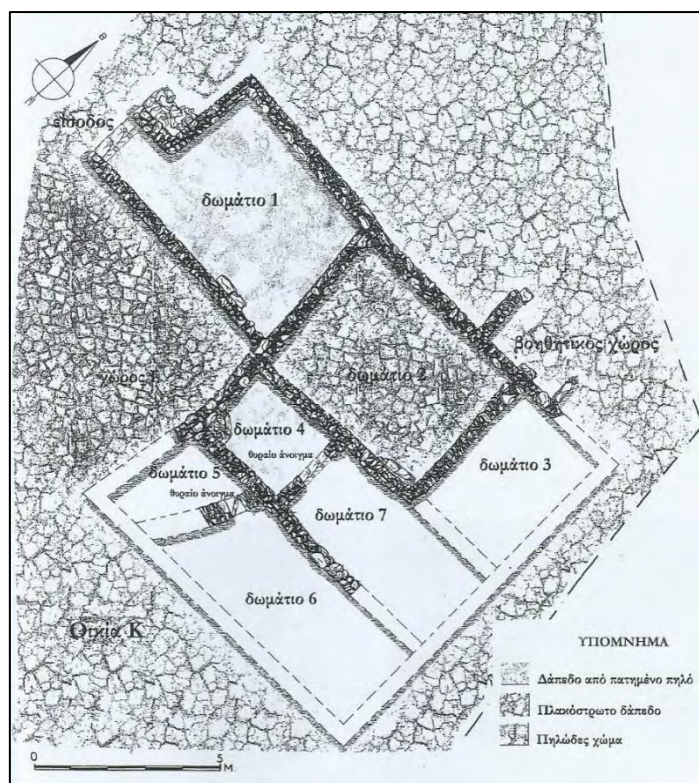 Β
είσοδος
δωμάτιο 1
βοηθητικός χώρος
χώρος
δωμάτιο 2
δωμάτιο 4
θυραίο άνοιγμα
δωμάτιο 5
θυραίο άνοιγμα
δωμάτιο 3
δωμάτιο 7
δωμάτιο 6
Οικία Κ
ΥΠΟΜΝΗΜΑ
Δάπεδο από πατημένο πηλό
Πλακόστρωτο δάπεδο
Πηλώδες χώμα
0 5
Μ.